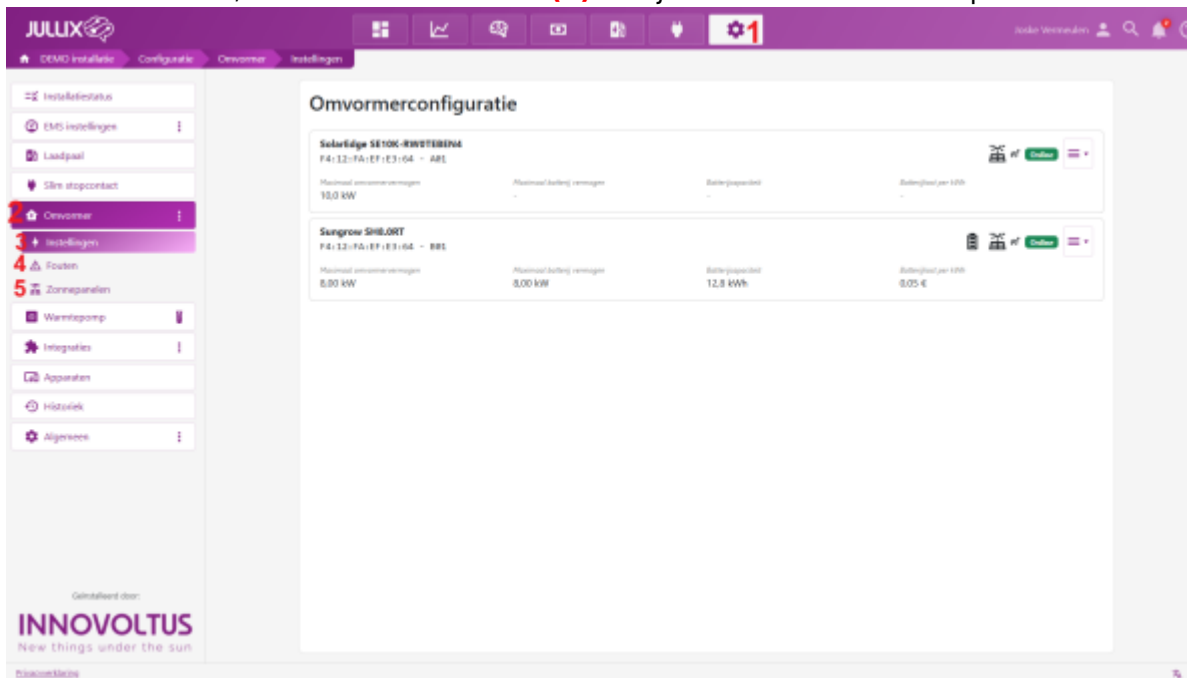 JULLIX
1
Joske Vermeulen
DEMO installatie
Configuratie
Omvormer
Instellingen
Installatiestatus
EMS instellingen
Laadpaal
Slim stopcontact
2 Omvormer
3 Instellingen
4 Fouten
5 Zonnepanelen
Warmtepomp
Integraties
Apparaten
Historiek
Algemeen
Omvormerconfiguratie
SolarEdge SE10K-RW0TEBEN4
F4:12:FA:EF:E3:64 - A01
Online
Maximaal omvormervermogen
Maximaal batterij vermogen
Batterijcapaciteit
Batterijkost per kWh
10,0 kW
-
-
-
Sungrow SH8.0RT
F4:12:FA:EF:E3:64 - B01
Online
Maximaal omvormervermogen
Maximaal batterij vermogen
Batterijcapaciteit
Batterijkost per kWh
8,00 kW
8,00 kW
12,8 kWh
0,05 €
Geïnstalleerd door:
INNOVOLTUS
New things under the sun
Privacyverklaring